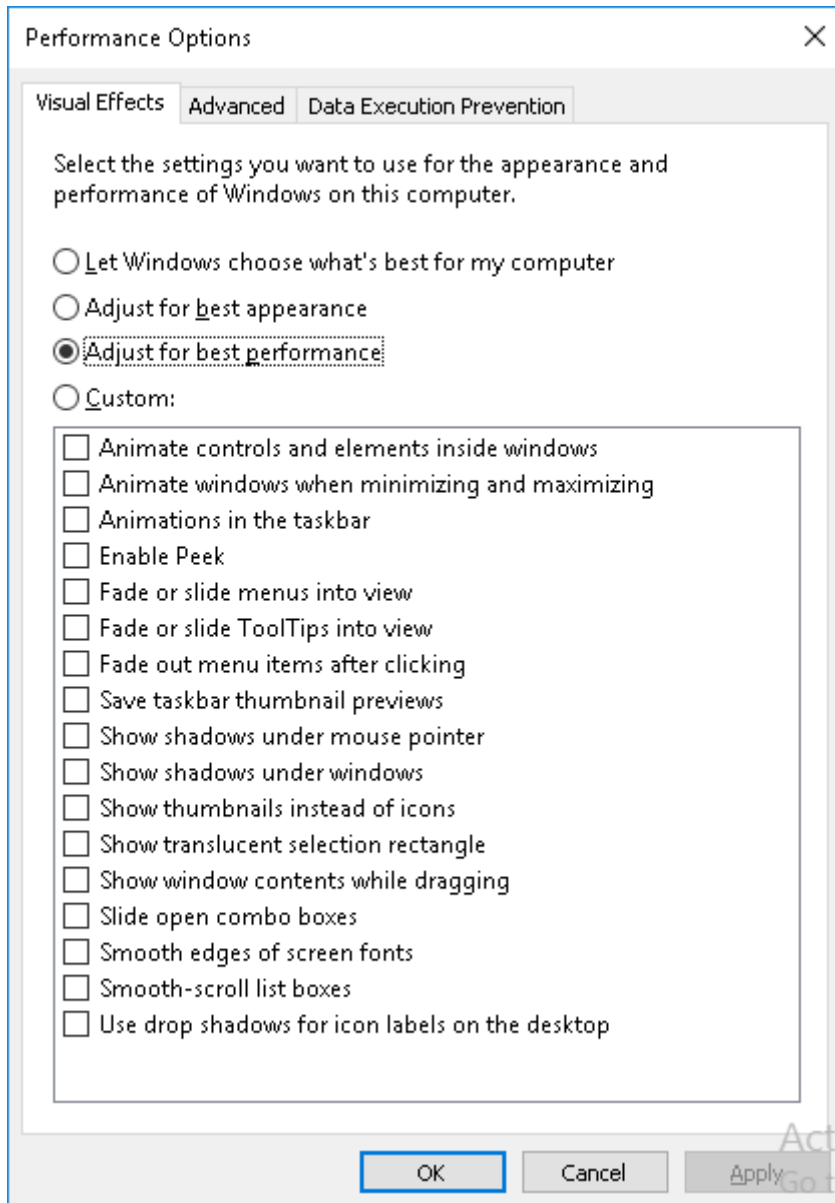 Performance Options
Visual Effects
Advanced
Data Execution Prevention
Select the settings you want to use for the appearance and
performance of Windows on this computer.
Let Windows choose what's best for my computer
Adjust for best appearance
Adjust for best performance
Custom:
Animate controls and elements inside windows
Animate windows when minimizing and maximizing
Animations in the taskbar
Enable Peek
Fade or slide menus into view
Fade or slide ToolTips into view
Fade out menu items after clicking
Save taskbar thumbnail previews
Show shadows under mouse pointer
Show shadows under windows
Show thumbnails instead of icons
Show translucent selection rectangle
Show window contents while dragging
Slide open combo boxes
Smooth edges of screen fonts
Smooth-scroll list boxes
Use drop shadows for icon labels on the desktop
Act
OK
Cancel
Apply
Go t